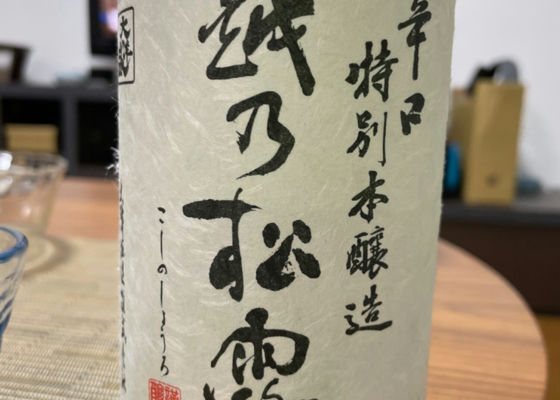 辛口
特別本醸造
越乃松露
こしのしょうろ